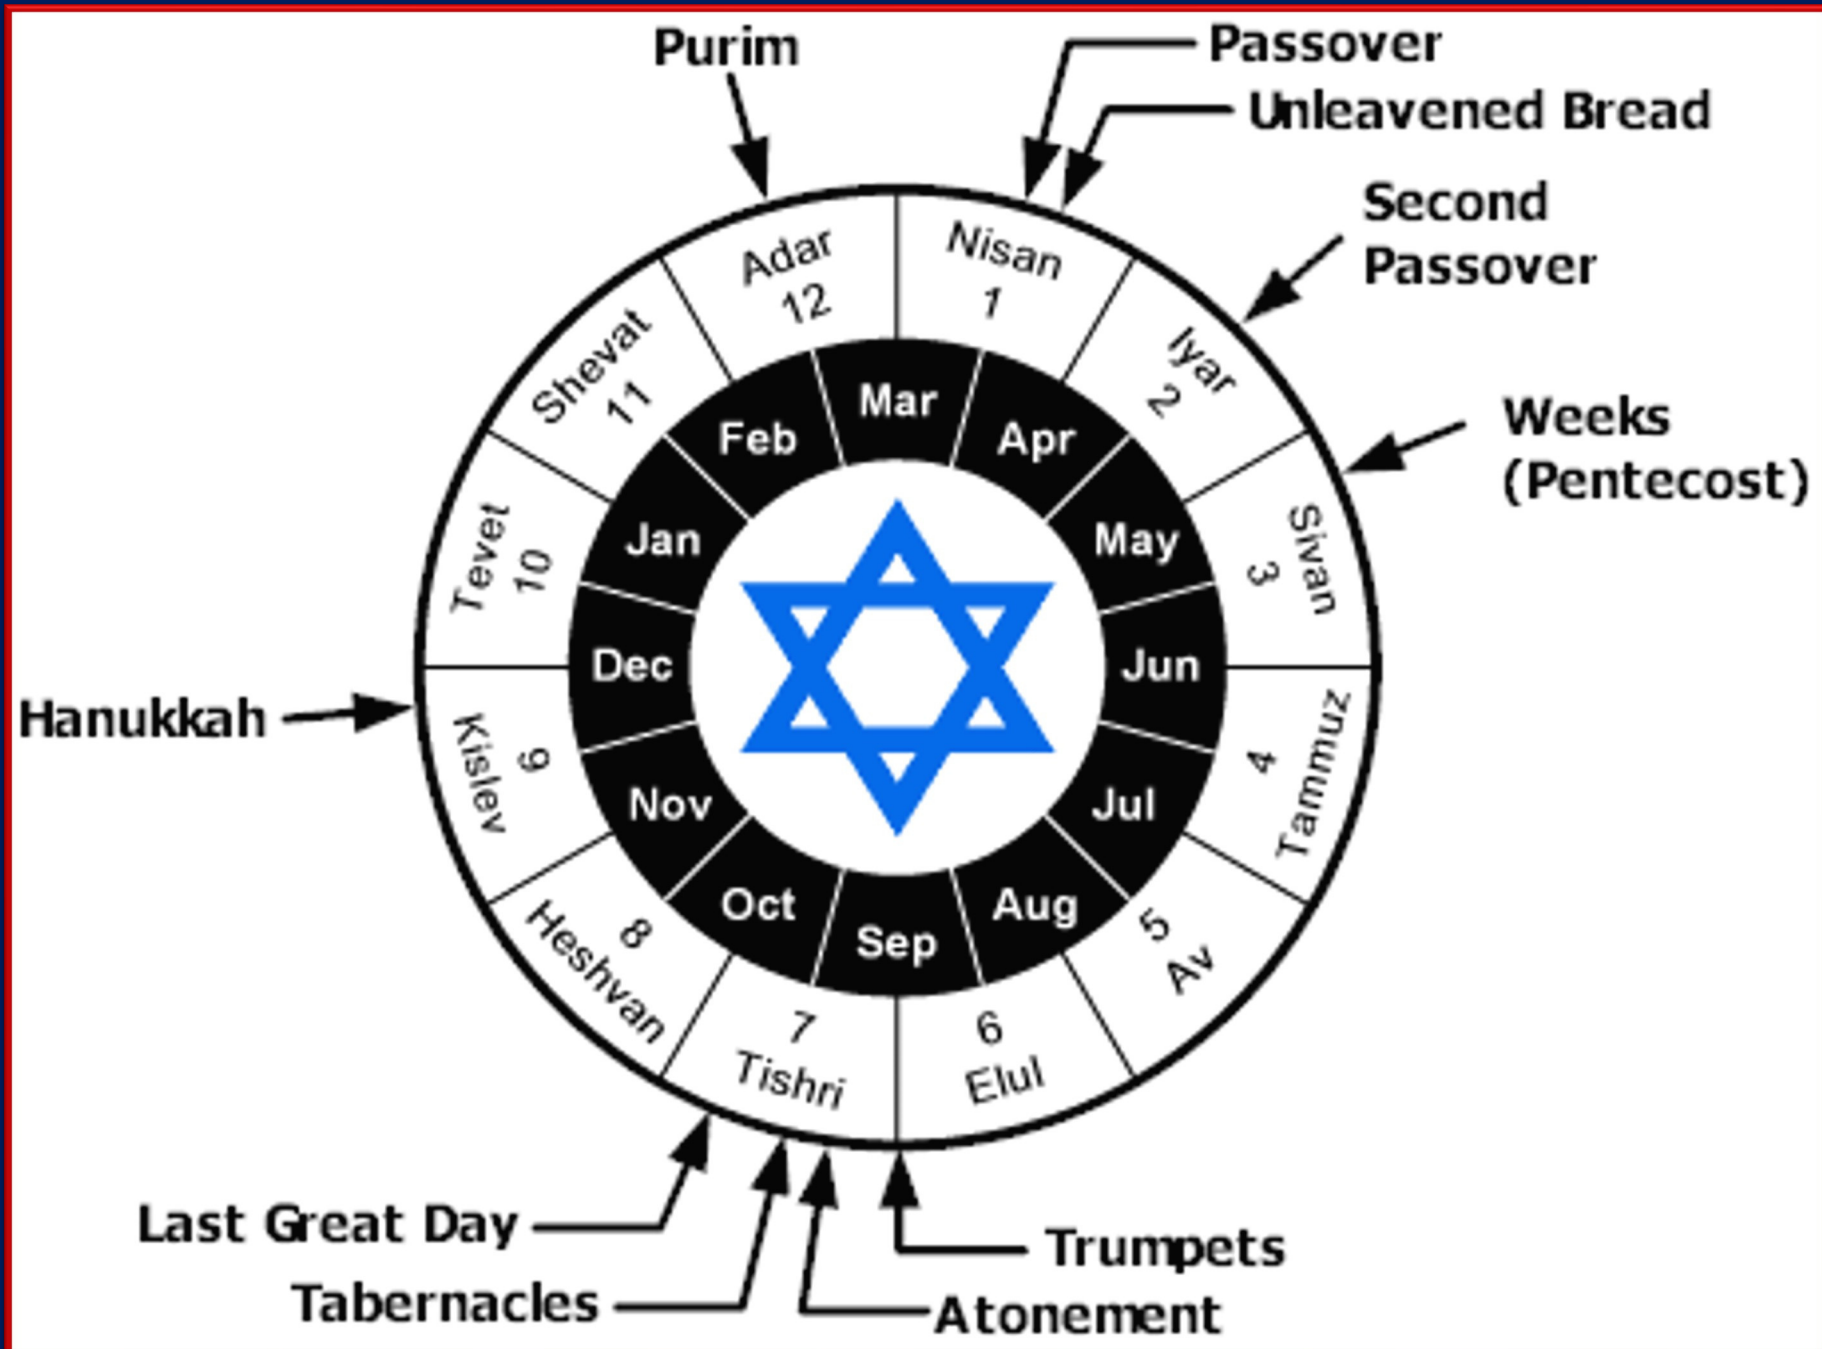 Purim
Passover
Unleavened Bread
Second
Passover
Weeks
(Pentecost)
Hanukkah
Last Great Day
Tabernacles
Trumpets
Atonement
Nisan
1
Iyar
2
Sivan
3
Tammuz
4
5
Av
6
Elul
7
Tishri
8
Heshvan
9
Kislev
Tevet
10
Shevat
11
Adar
12
Mar
Apr
May
Jun
Jul
Aug
Sep
Oct
Nov
Dec
Jan
Feb